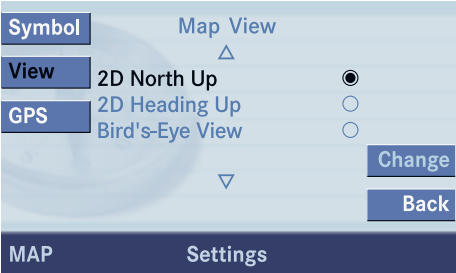 Symbol
Map View
View
2D North Up
GPS
2D Heading Up
Bird's-Eye View
Change
Back
MAP
Settings